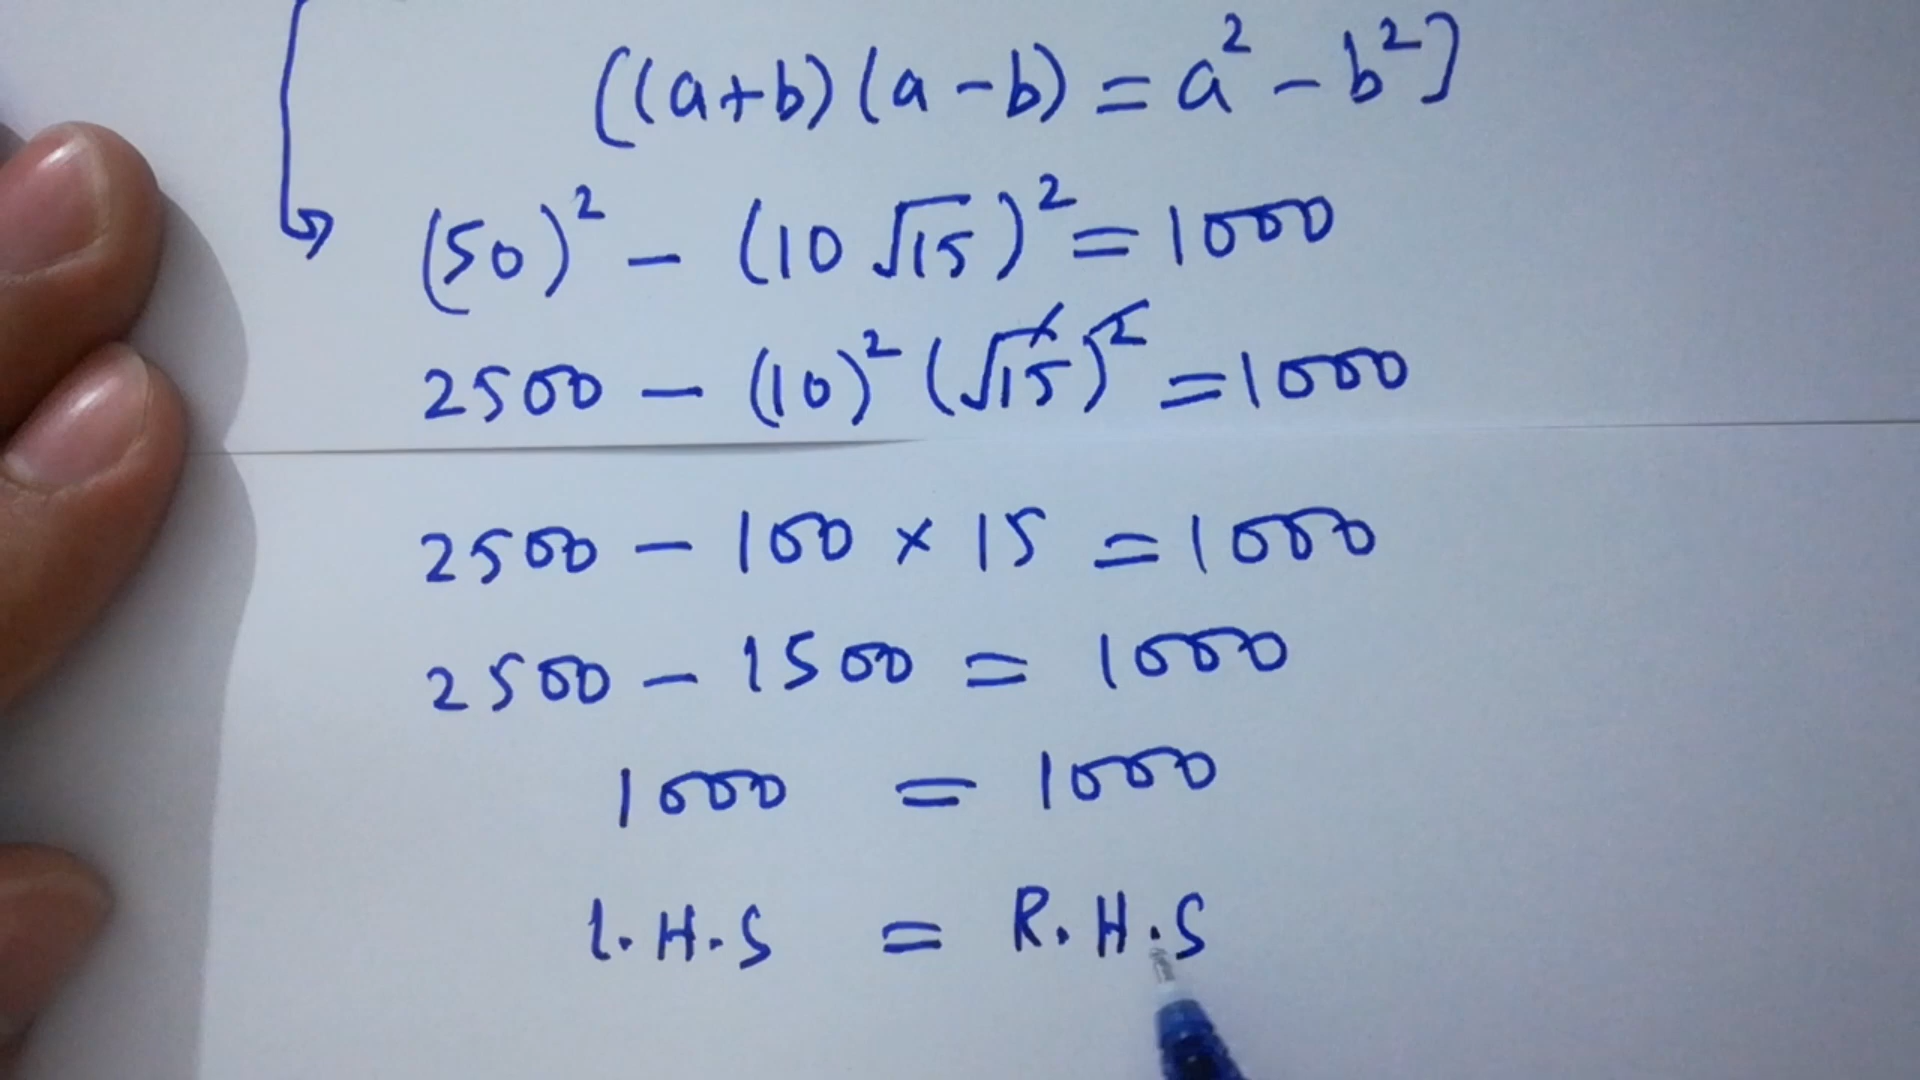 ((a+b)(a-b) = a² - b²]
(50)² - (10√15)² = 1000
2500 - (10)² (√15)² = 1000
2500 - 100 × 15 = 1000
2500 - 1500 = 1000
1000 = 1000
L.H.S = R.H.S